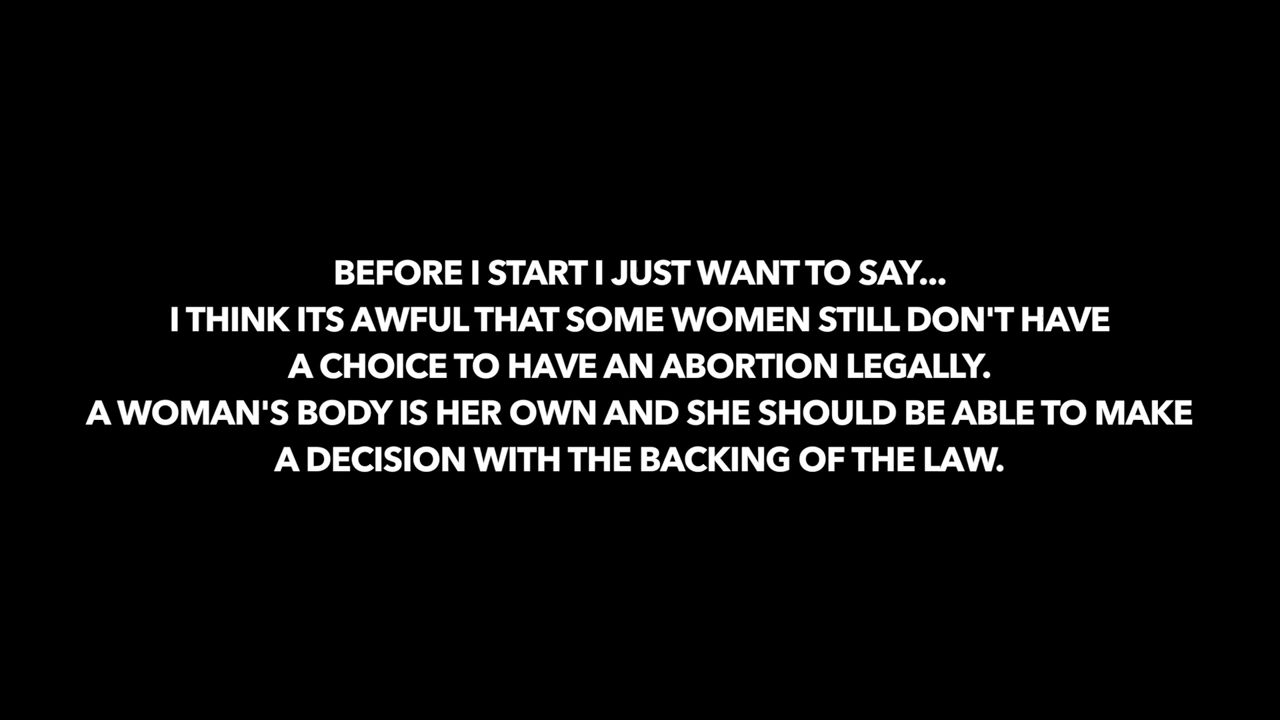 BEFORE I START I JUST WANT TO SAY...
I THINK ITS AWFUL THAT SOME WOMEN STILL DON'T HAVE
A CHOICE TO HAVE AN ABORTION LEGALLY.
A WOMAN'S BODY IS HER OWN AND SHE SHOULD BE ABLE TO MAKE
A DECISION WITH THE BACKING OF THE LAW.